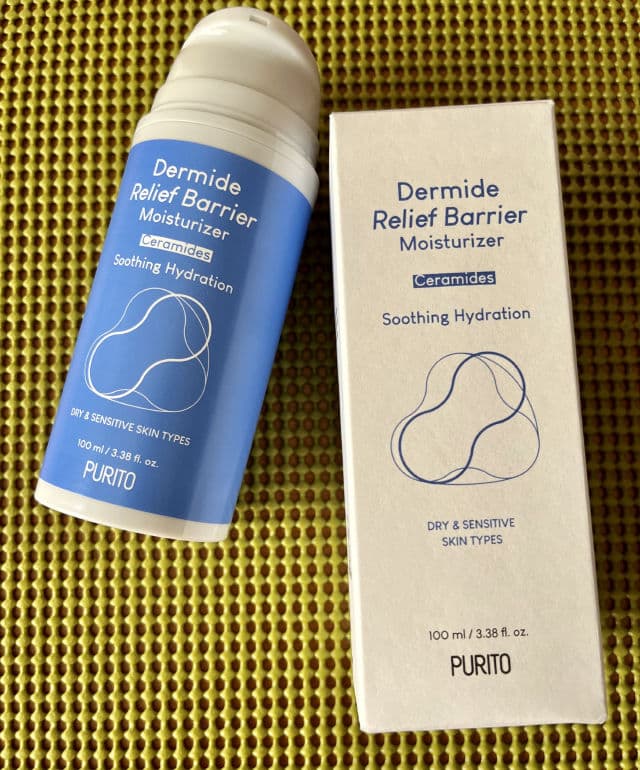 Dermide
Relief Barrier
Moisturizer
Ceramides
Soothing Hydration
DRY & SENSITIVE SKIN TYPES
100 ml / 3.38 fl. oz.
PURITO
Dermide
Relief Barrier
Moisturizer
Ceramides
Soothing Hydration
DRY & SENSITIVE
SKIN TYPES
100 ml / 3.38 fl. oz.
PURITO